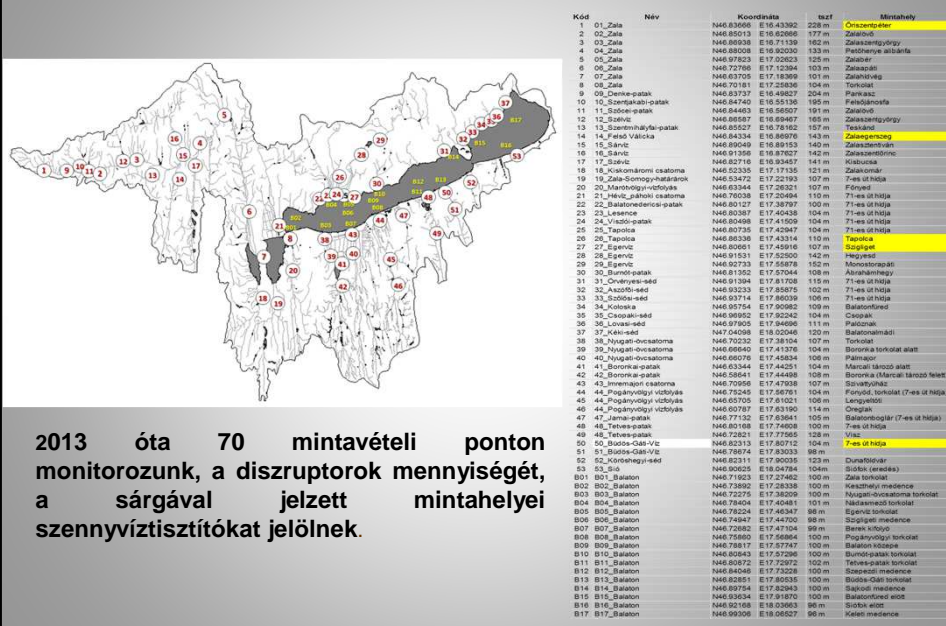 Kód Név Koordináta tszf Mintahely
1 01_Zala N46.83666 E16.43392 228 m Őriszentpéter
2 02_Zala N46.85013 E16.62666 177 m Zalalövő
3 03_Zala N46.86938 E16.71139 162 m Zalaszentgyörgy
4 04_Zala N46.88008 E16.92030 133 m Petőhenye alibánfa
5 05_Zala N46.97823 E17.02623 125 m Zalabér
6 06_Zala N46.72766 E17.12394 103 m Zalaapáti
7 07_Zala N46.63705 E17.18369 101 m Zalahídvég
8 08_Zala N46.70181 E17.25836 104 m Torkolat
9 09_Denke-patak N46.83737 E16.49827 204 m Pankasz
10 10_Szentjakabi-patak N46.84740 E16.55136 195 m Felsőjánosfa
11 11_Szőcei-patak N46.84463 E16.56507 191 m Zalalövő
12 12_Szélvíz N46.86587 E16.69467 165 m Zalaszentgyörgy
13 13_Szentmihályfai-patak N46.85527 E16.78162 157 m Teskánd
14 14_Felső Válicka N46.84334 E16.86976 143 m Zalaegerszeg
15 15_Sárvíz N46.89049 E16.89153 140 m Zalaszentiván
16 16_Sárvíz N46.91356 E16.87627 142 m Zalaszentlőrinc
17 17_Szévíz N46.82716 E16.93457 141 m Kisbucsa
18 18_Kiskomáromi csatorna N46.52335 E17.17135 121 m Zalakomár
19 19_Zala-Somogy-határárok N46.53472 E17.22193 107 m 7-es út hídja
20 20_Marótvölgyi-vízfolyás N46.63344 E17.26321 107 m Főnyed
21 21_Hévíz_páhoki csatorna N46.76038 E17.20494 110 m 71-es út hídja
22 22_Balatonederics-patak N46.80127 E17.38797 100 m 71-es út hídja
23 23_Lesence N46.80387 E17.40438 104 m 71-es út hídja
24 24_Viszlói-patak N46.80498 E17.41509 104 m 71-es út hídja
25 25_Tapolca N46.80735 E17.42947 104 m 71-es út hídja
26 26_Tapolca N46.86336 E17.43314 110 m Tapolca
27 27_Egervíz N46.80661 E17.45916 107 m Szigliget
28 28_Egervíz N46.91531 E17.52500 142 m Hegyesd
29 29_Egervíz N46.92733 E17.55878 152 m Monostorapáti
30 30_Burnót-patak N46.81352 E17.57044 108 m Ábrahámhegy
31 31_Örvényesi-séd N46.91394 E17.81708 115 m 71-es út hídja
32 32_Aszófői-séd N46.93233 E17.85875 102 m 71-es út hídja
33 33_Szőlősi-séd N46.93714 E17.86039 106 m 71-es út hídja
34 34_Koloska N46.95754 E17.90982 109 m Balatonfüred
35 35_Csopaki-séd N46.96952 E17.92242 104 m Csopak
36 36_Lovasi-séd N46.97905 E17.94696 111 m Palóznak
37 37_Kéki-séd N47.04098 E18.02046 120 m Balatonalmádi
38 38_Nyugati-övcsatorna N46.70232 E17.38104 107 m Torkolat
39 39_Nyugati-övcsatorna N46.66640 E17.41376 104 m Boronka torkolat alatt
40 40_Nyugati-övcsatorna N46.66076 E17.45834 106 m Pálmajor
41 41_Boronkai-patak N46.63344 E17.44251 104 m Marcali tározó alatt
42 42_Boronkai-patak N46.58641 E17.44498 108 m Boronka (Marcali tározó felett
43 43_Imremajori csatorna N46.70956 E17.47938 107 m Szivattyúház
44 44_Pogányvölgyi vízfolyás N46.75245 E17.56761 104 m Fonyód, torkolat (7-es út hídja
45 44_Pogányvölgyi vízfolyás N46.65705 E17.61021 106 m Lengyeltóti
46 44_Pogányvölgyi vízfolyás N46.60787 E17.63190 114 m Öreglak
47 47_Jamai-patak N46.77132 E17.63641 105 m Balatonboglár (7-es út hídja)
48 48_Tetves-patak N46.80168 E17.74608 100 m 7-es út hídja
49 48_Tetves-patak N46.72821 E17.77565 128 m Visz
50 50_Büdös-Gáti-Víz N46.82313 E17.80712 104 m 7-es út hídja
51 51_Büdös-Gáti-Víz N46.78674 E17.83033 98 m
52 52_Kőröshegyi-séd N46.82311 E17.90035 123 m Dunaföldvár
53 53_Sió N46.90625 E18.04784 104m Siófok (eredés)
B01 B01_Balaton N46.71923 E17.27462 100 m Zala torkolat
B02 B02_Balaton N46.73892 E17.28338 100 m Keszthelyi medence
B03 B03_Balaton N46.72275 E17.38209 100 m Nyugati-övcsatorna torkolat
B04 B04_Balaton N46.78404 E17.40481 101 m Nádasmező torkolat
B05 B05_Balaton N46.78224 E17.46347 98 m Egervíz torkolat
B06 B06_Balaton N46.74947 E17.44700 98 m Szigligeti medence
B07 B07_Balaton N46.72682 E17.47104 99 m Berek kifolyó
B08 B08_Balaton N46.75860 E17.56864 100 m Pogányvölgyi torkolat
B09 B09_Balaton N46.78817 E17.57747 100 m Balaton közepe
B10 B10_Balaton N46.80843 E17.57296 100 m Burnót-patak torkolat
B11 B11_Balaton N46.80872 E17.72972 102 m Tetves-patak torkolat
B12 B12_Balaton N46.84046 E17.73228 100 m Szepezdi medence
B13 B13_Balaton N46.82851 E17.80535 100 m Büdös-Gáti torkolat
B14 B14_Balaton N46.89754 E17.82943 100 m Sajkodi medence
B15 B15_Balaton N46.93634 E17.91870 100 m Balatonfüred előtt
B16 B16_Balaton N46.92168 E18.03663 96 m Siófok előtt
B17 B17_Balaton N46.99306 E18.06527 96 m Keleti medence
2013 óta 70 mintavételi ponton
monitorozunk, a diszruptorok mennyiségét,
a sárgával jelzett mintahelyei
szennyvíztisztítókat jelölnek.